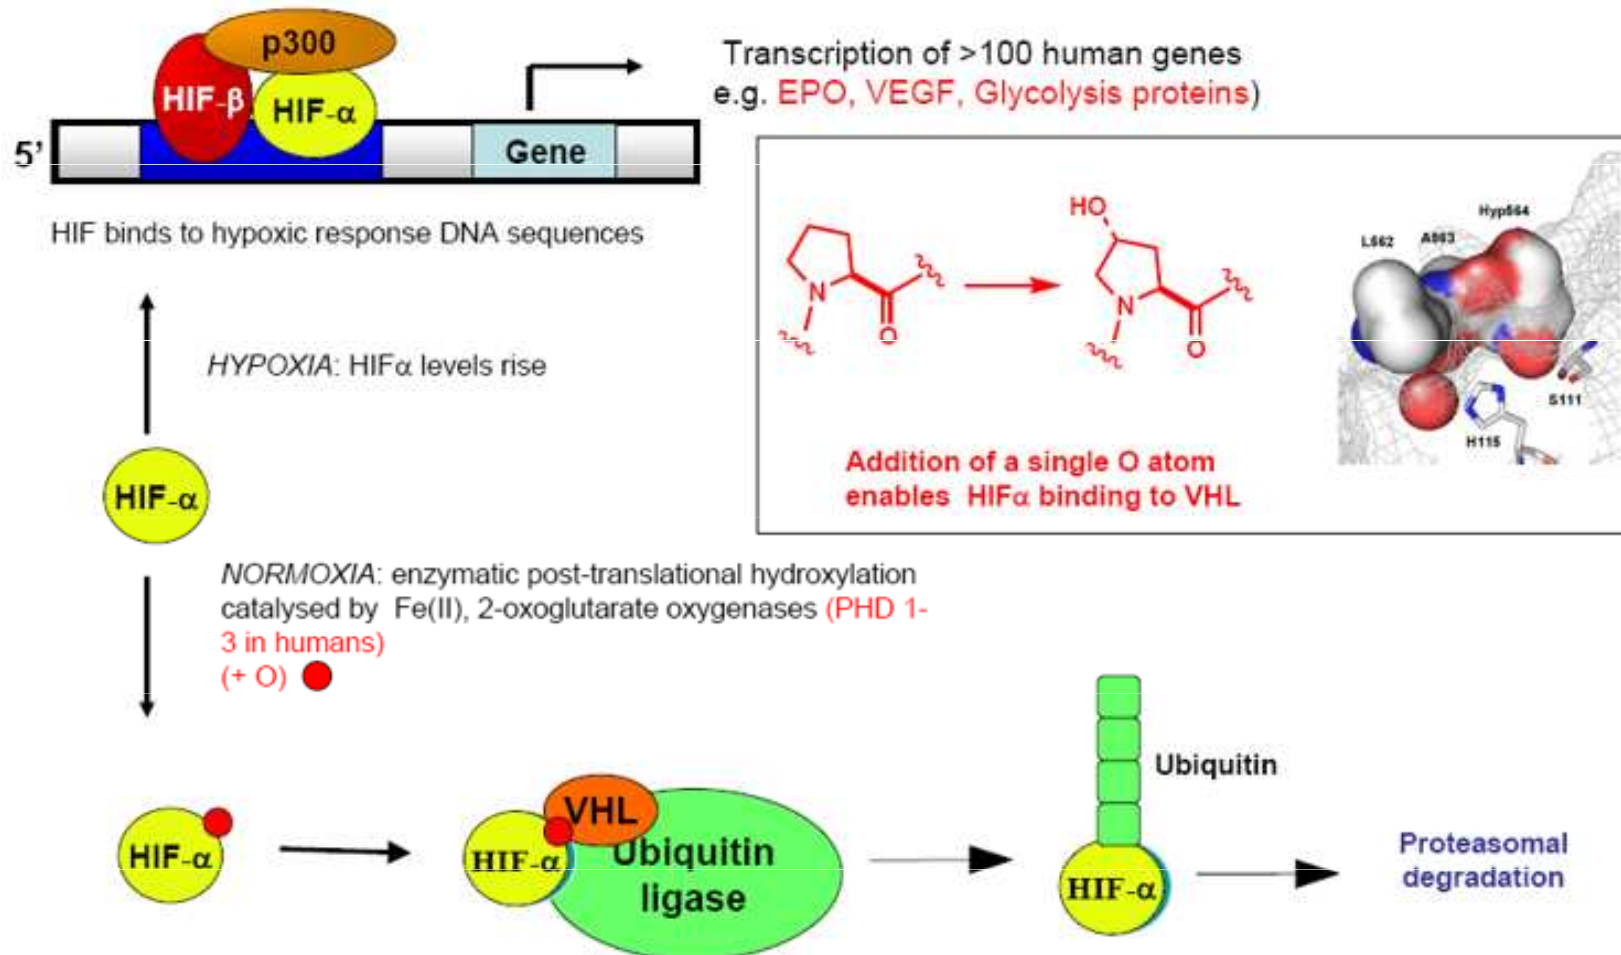 p300
HIF-β
HIF-α
5’
Gene
Transcription of >100 human genes
e.g. EPO, VEGF, Glycolysis proteins)
HIF binds to hypoxic response DNA sequences
HYPOXIA: HIFα levels rise
HIF-α
HO
N
O
N
O
Hyp564
L562
A563
S111
H115
Addition of a single O atom
enables HIFα binding to VHL
NORMOXIA: enzymatic post-translational hydroxylation
catalysed by Fe(II), 2-oxoglutarate oxygenases (PHD 1-
3 in humans)
(+ O)
HIF-α
VHL
HIF-α
Ubiquitin
ligase
Ubiquitin
HIF-α
Proteasomal
degradation